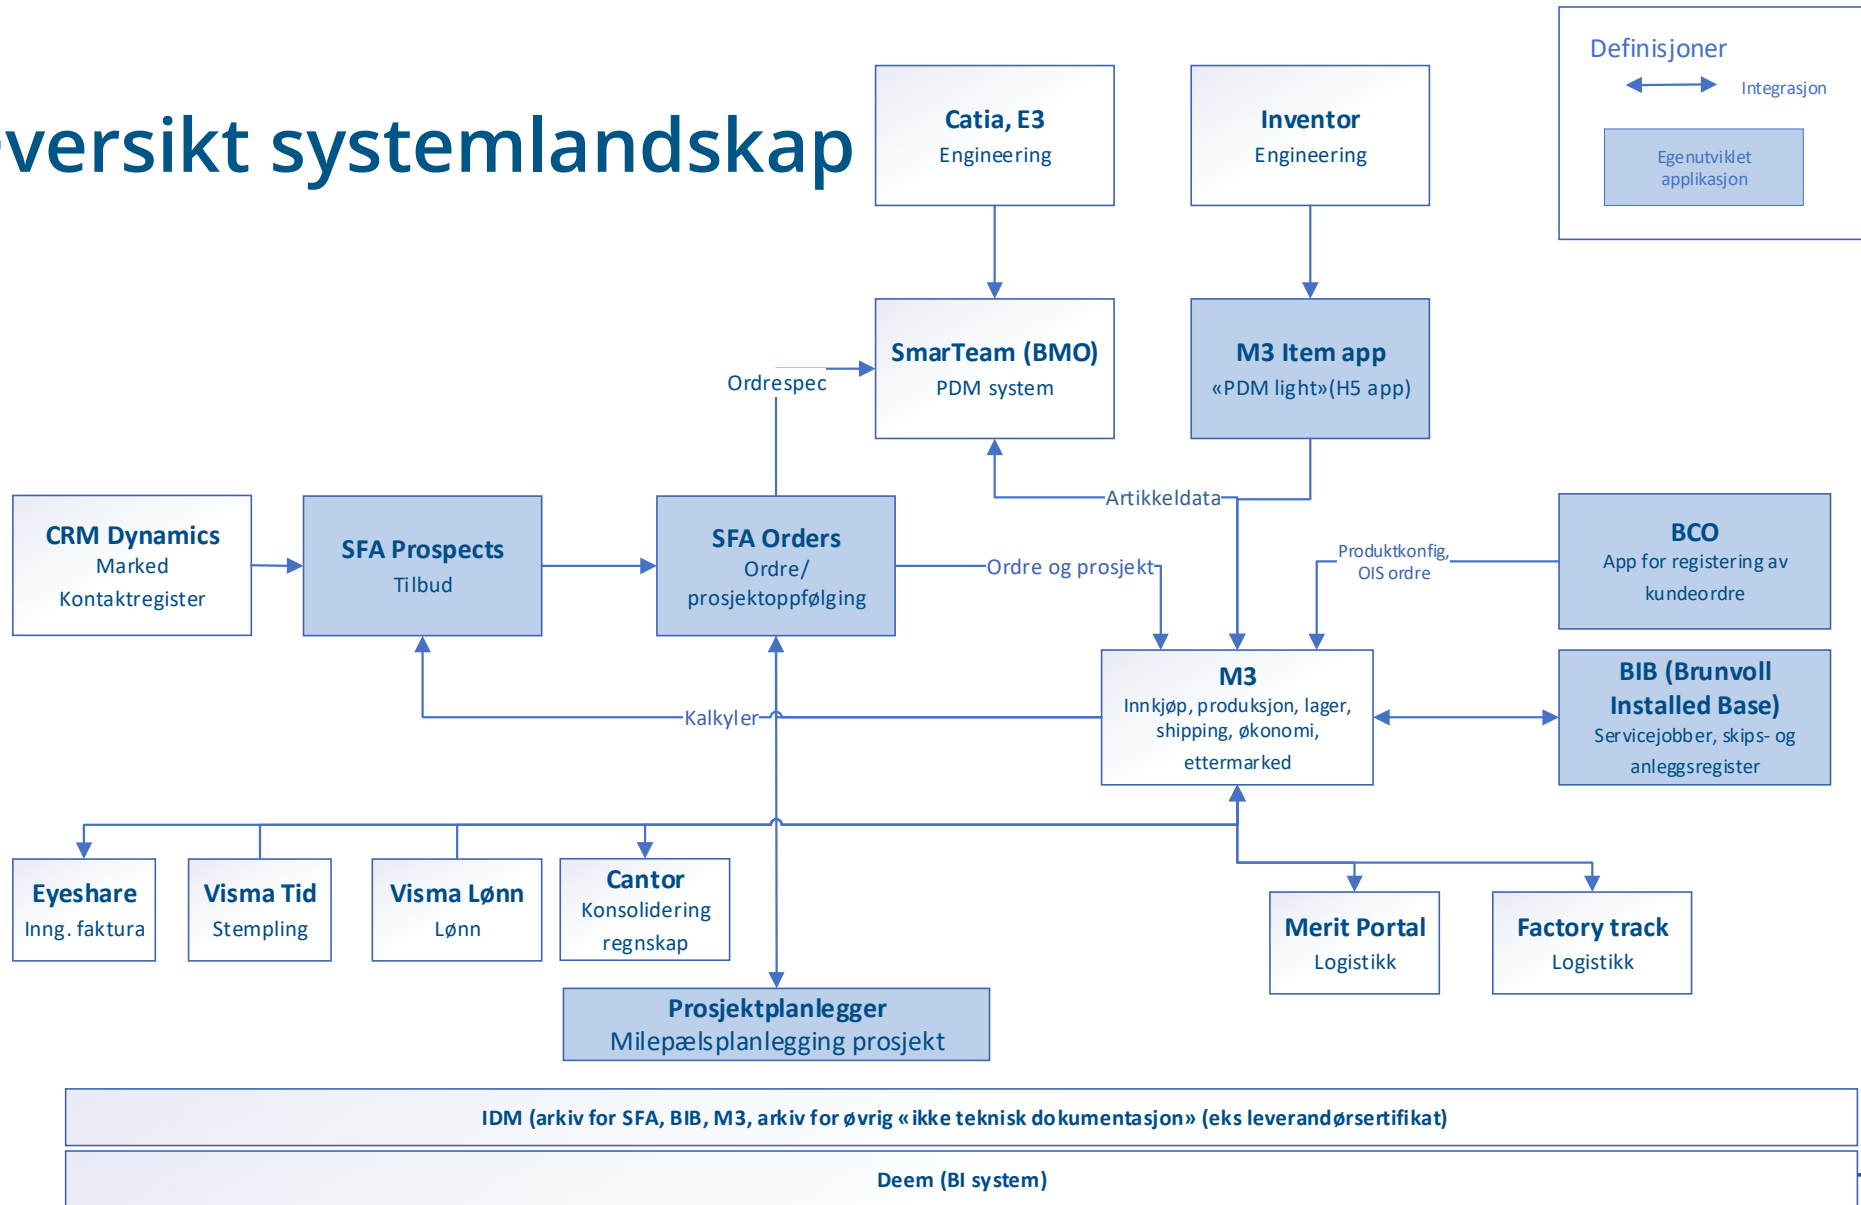 versikt systemlandskap
Definisjoner
Integrasjon
Egenutviklet
applikasjon
Catia, E3
Engineering
Inventor
Engineering
SmarTeam (BMO)
PDM system
M3 Item app
«PDM light»(H5 app)
Ordrespec
Artikkeldata
CRM Dynamics
Marked
Kontaktregister
SFA Prospects
Tilbud
SFA Orders
Ordre/
prosjektoppfølging
Ordre og prosjekt
Produktkonfig,
OIS ordre
BCO
App for registering av
kundeordre
M3
Innkjøp, produksjon, lager,
shipping, økonomi,
ettermarked
BIB (Brunvoll
Installed Base)
Servicejobber, skips- og
anleggsregister
Kalkyler
Eyeshare
Inng. faktura
Visma Tid
Stempling
Visma Lønn
Lønn
Cantor
Konsolidering
regnskap
Merit Portal
Logistikk
Factory track
Logistikk
Prosjektplanlegger
Milepælsplanlegging prosjekt
IDM (arkiv for SFA, BIB, M3, arkiv for øvrig «ikke teknisk dokumentasjon» (eks leverandørsertifikat)
Deem (BI system)